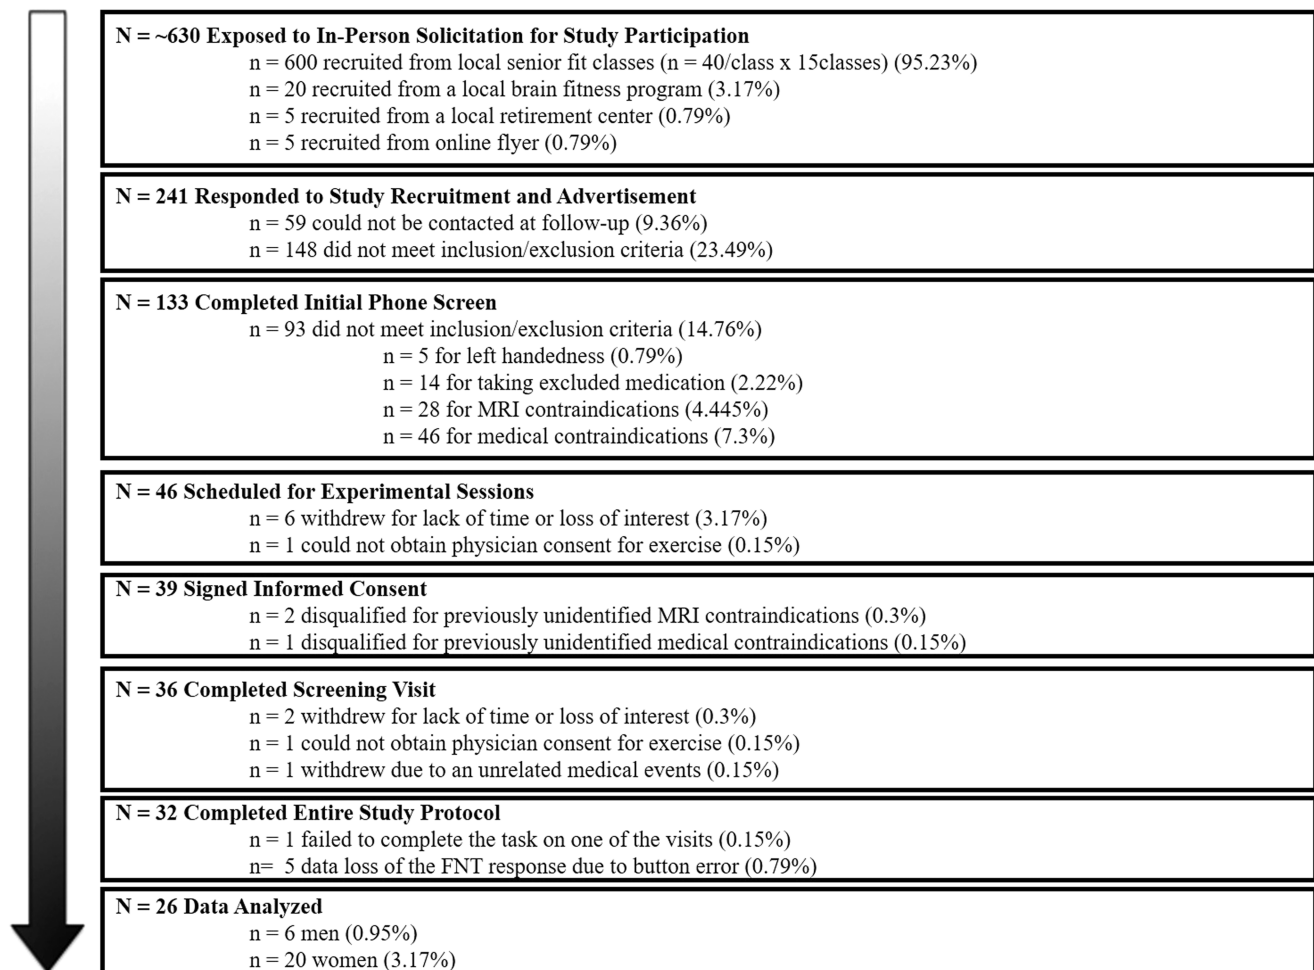 N = ~630 Exposed to In-Person Solicitation for Study Participation
n = 600 recruited from local senior fit classes (n = 40/class x 15classes) (95.23%)
n = 20 recruited from a local brain fitness program (3.17%)
n = 5 recruited from a local retirement center (0.79%)
n = 5 recruited from online flyer (0.79%)
N = 241 Responded to Study Recruitment and Advertisement
n = 59 could not be contacted at follow-up (9.36%)
n = 148 did not meet inclusion/exclusion criteria (23.49%)
N = 133 Completed Initial Phone Screen
n = 93 did not meet inclusion/exclusion criteria (14.76%)
n = 5 for left handedness (0.79%)
n = 14 for taking excluded medication (2.22%)
n = 28 for MRI contraindications (4.445%)
n = 46 for medical contraindications (7.3%)
N = 46 Scheduled for Experimental Sessions
n = 6 withdrew for lack of time or loss of interest (3.17%)
n = 1 could not obtain physician consent for exercise (0.15%)
N = 39 Signed Informed Consent
n = 2 disqualified for previously unidentified MRI contraindications (0.3%)
n = 1 disqualified for previously unidentified medical contraindications (0.15%)
N = 36 Completed Screening Visit
n = 2 withdrew for lack of time or loss of interest (0.3%)
n = 1 could not obtain physician consent for exercise (0.15%)
n = 1 withdrew due to an unrelated medical events (0.15%)
N = 32 Completed Entire Study Protocol
n = 1 failed to complete the task on one of the visits (0.15%)
n=  5 data loss of the FNT response due to button error (0.79%)
N = 26 Data Analyzed
n = 6 men (0.95%)
n = 20 women (3.17%)